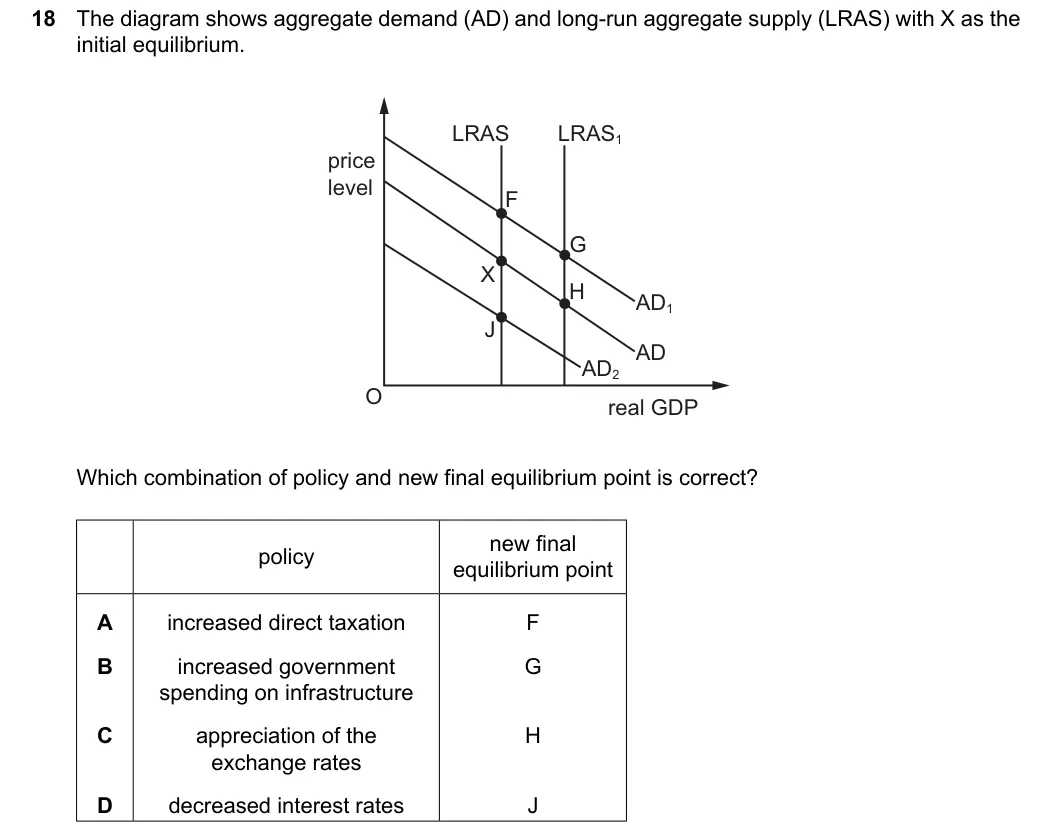 18 The diagram shows aggregate demand (AD) and long-run aggregate supply (LRAS) with X as the
initial equilibrium.
LRAS
LRAS₁
price
level
F
G
X
H
J
AD₁
AD
AD₂
O
real GDP
Which combination of policy and new final equilibrium point is correct?
policy
new final
equilibrium point
A increased direct taxation F
B increased government G
spending on infrastructure
C appreciation of the H
exchange rates
D decreased interest rates J